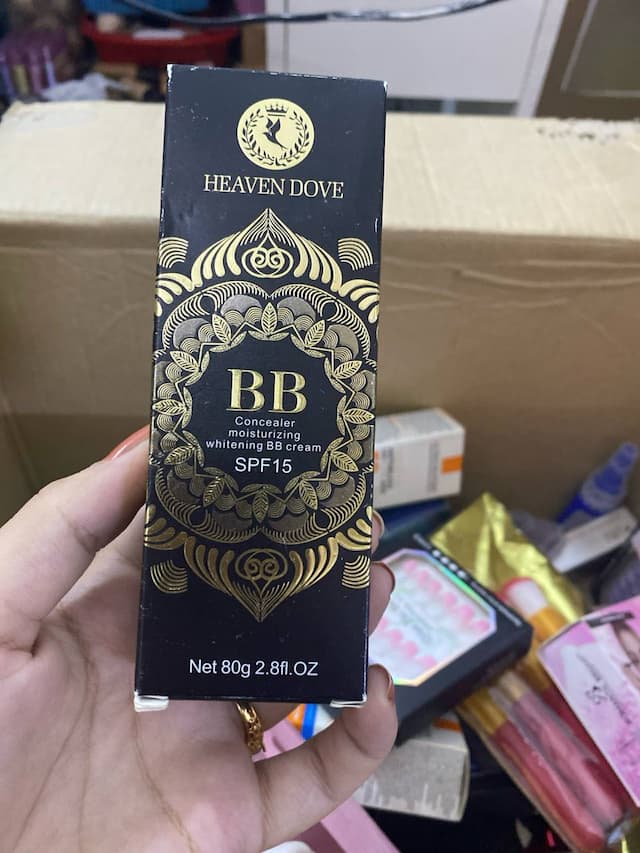 HEAVEN DOVE
BB
Concealer
moisturizing
whitening BB cream
SPF15
Net 80g 2.8fl.OZ